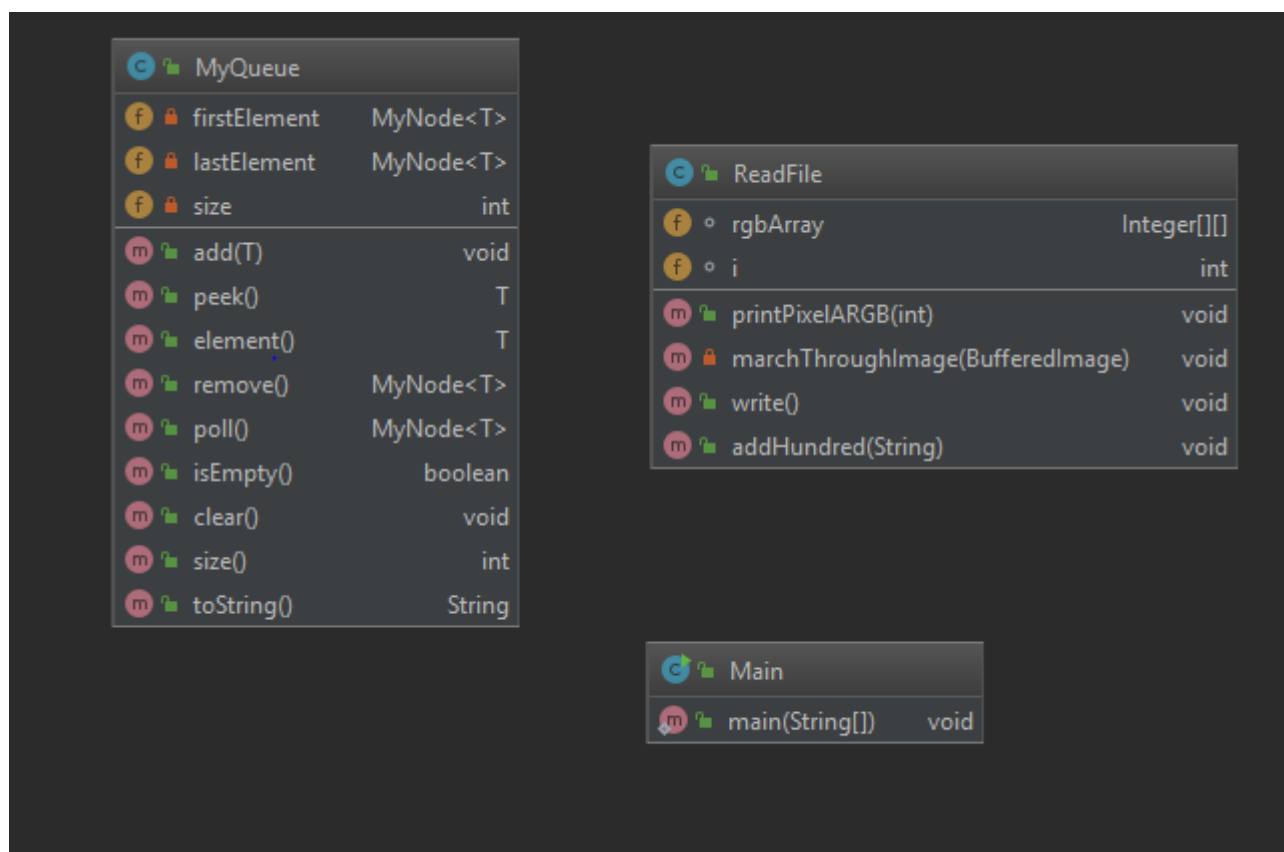 MyQueue
firstElement MyNode<T>
lastElement MyNode<T>
size int
add(T) void
peek() T
element() T
remove() MyNode<T>
poll() MyNode<T>
isEmpty() boolean
clear() void
size() int
toString() String
ReadFile
rgbArray Integer[][]
i int
printPixelARGB(int) void
marchThroughImage(BufferedImage) void
write() void
addHundred(String) void
Main
main(String[]) void